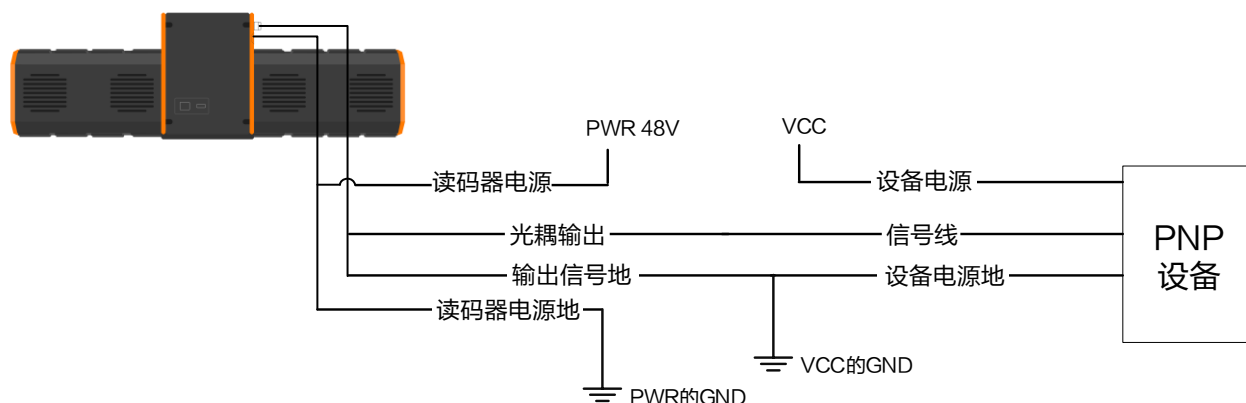 PWR 48V
VCC
读码器电源
设备电源
光耦输出
信号线
PNP
设备
输出信号地
设备电源地
读码器电源地
VCC的GND
PWR的GND